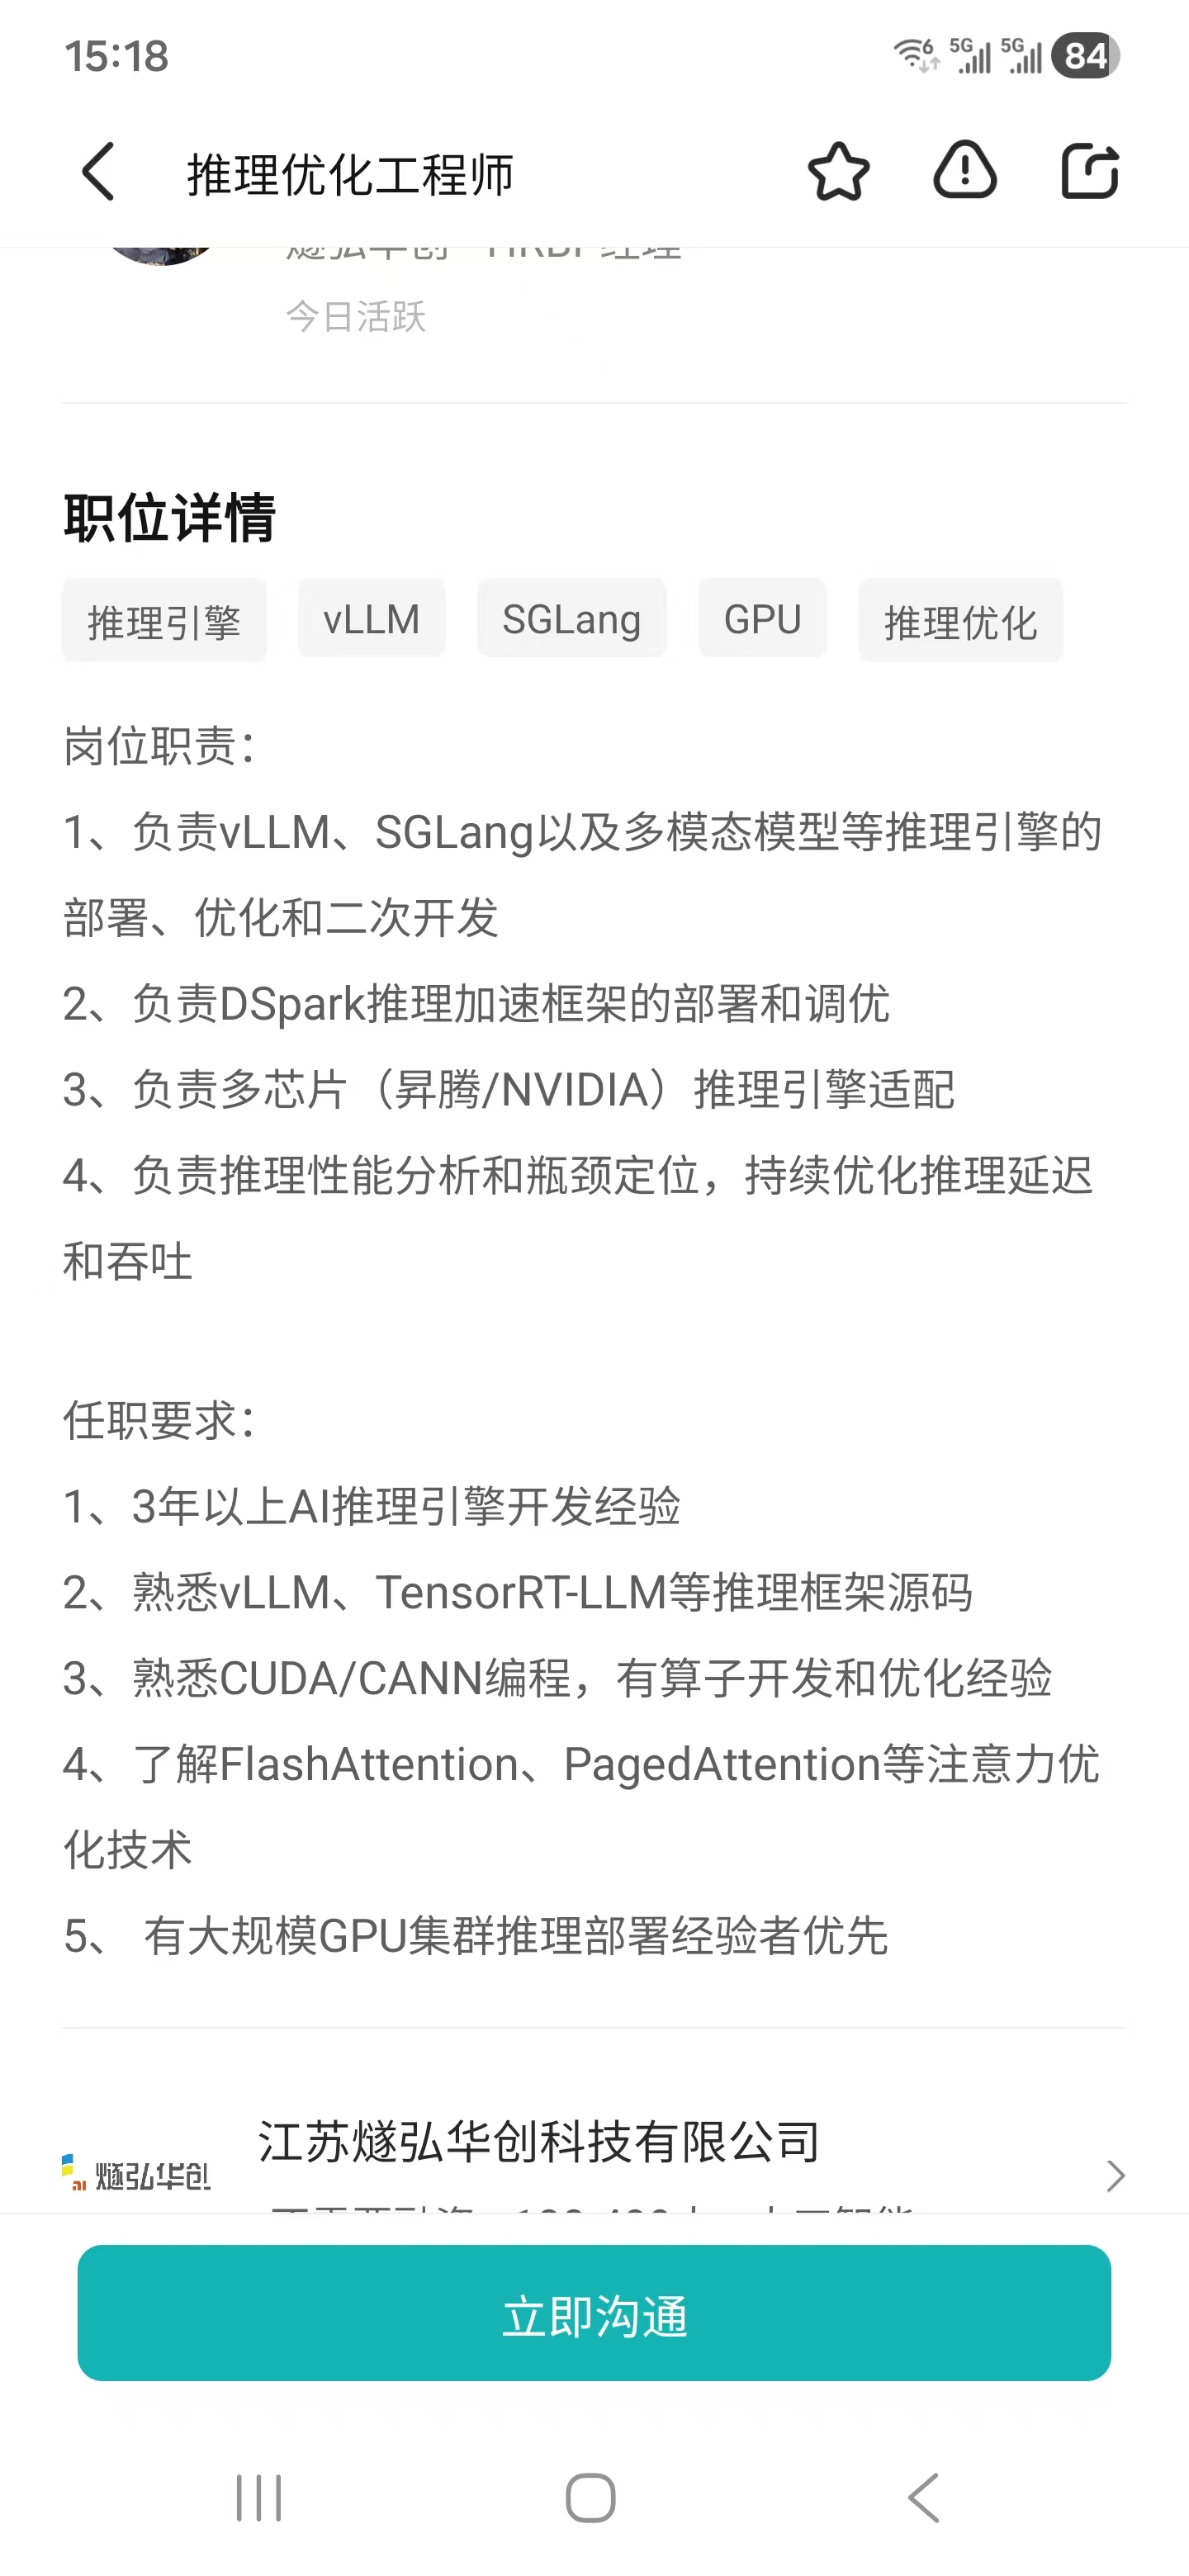 15:18
6 5G 5G 84
推理优化工程师
今日活跃
职位详情
推理引擎 vLLM SGLang GPU 推理优化
岗位职责：
1、负责vLLM、SGLang以及多模态模型等推理引擎的
部署、优化和二次开发
2、负责DSpark推理加速框架的部署和调优
3、负责多芯片（昇腾/NVIDIA）推理引擎适配
4、负责推理性能分析和瓶颈定位，持续优化推理延迟
和吞吐
任职要求：
1、3年以上AI推理引擎开发经验
2、熟悉vLLM、TensorRT-LLM等推理框架源码
3、熟悉CUDA/CANN编程，有算子开发和优化经验
4、了解FlashAttention、PagedAttention等注意力优
化技术
5、 有大规模GPU集群推理部署经验者优先
江苏燧弘华创科技有限公司
燧弘华创
立即沟通